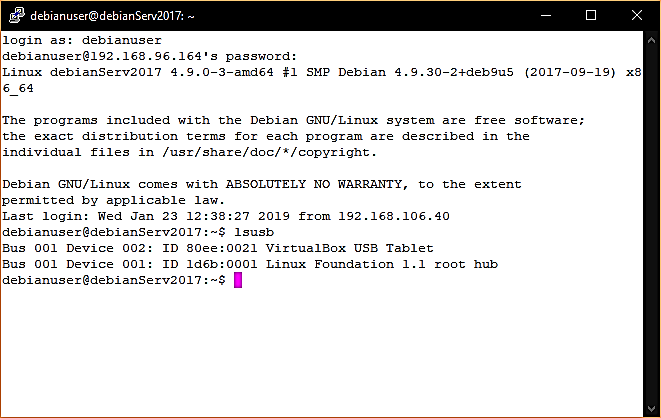 debianuser@debianServ2017: ~
login as: debianuser
debianuser@192.168.96.164's password:
Linux debianServ2017 4.9.0-3-amd64 #1 SMP Debian 4.9.30-2+deb9u5 (2017-09-19) x8
6_64
The programs included with the Debian GNU/Linux system are free software;
the exact distribution terms for each program are described in the
individual files in /usr/share/doc/*/copyright.
Debian GNU/Linux comes with ABSOLUTELY NO WARRANTY, to the extent
permitted by applicable law.
Last login: Wed Jan 23 12:38:27 2019 from 192.168.106.40
debianuser@debianServ2017:~$ lsusb
Bus 001 Device 002: ID 80ee:0021 VirtualBox USB Tablet
Bus 001 Device 001: ID 1d6b:0001 Linux Foundation 1.1 root hub
debianuser@debianServ2017:~$